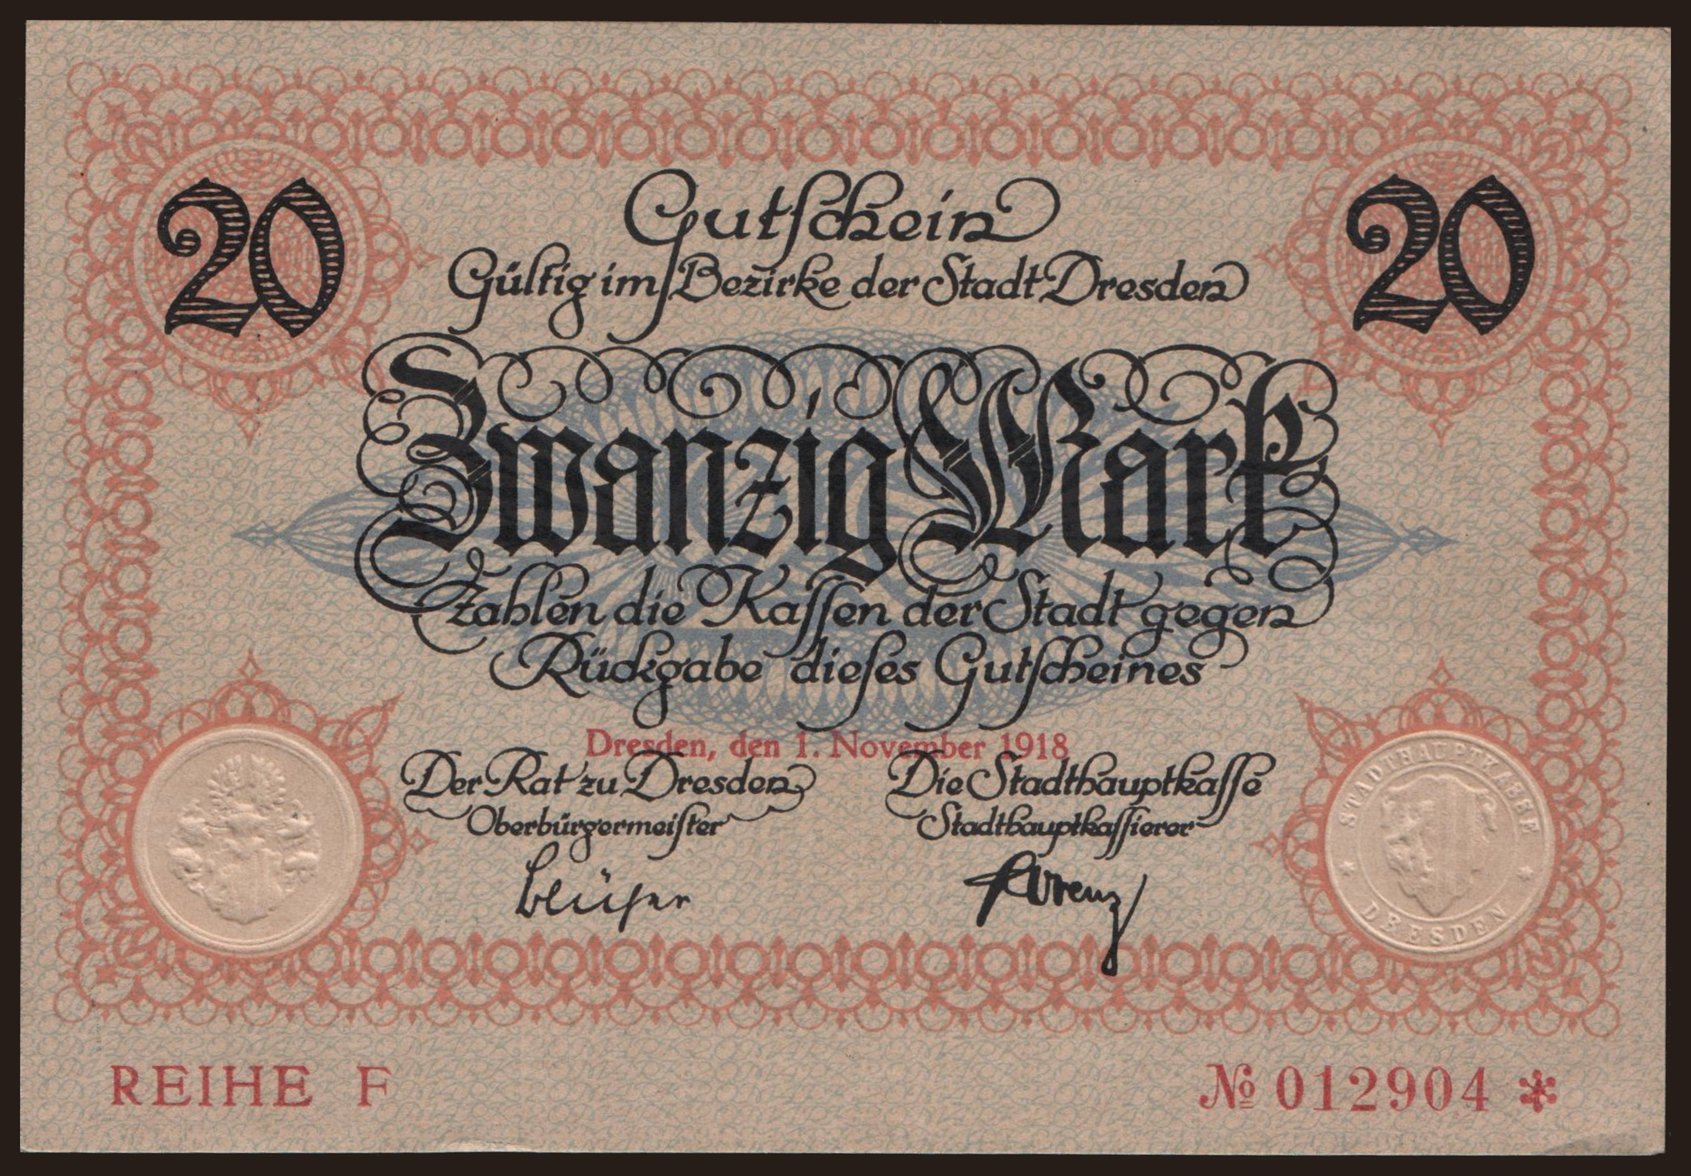 20 20
Gutschein
Gültig im Bezirke der Stadt Dresden
Zwanzig Mark
zahlen die Kassen der Stadt gegen
Rückgabe dieses Gutscheines
Dresden, den 1. November 1918
Der Rat zu Dresden Die Stadthauptkasse
Oberbürgermeister Stadthauptkassierer
Blüher
STADTHAUPTKASSE
* DRESDEN *
REIHE F № 012904 *